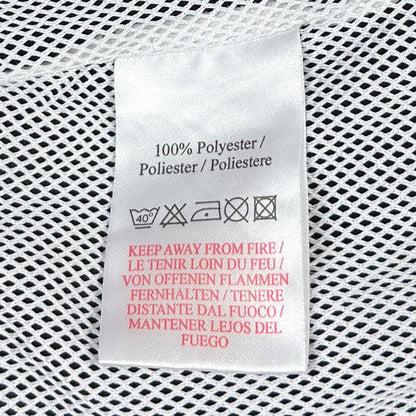 100% Polyester /
Poliester / Poliestere
40°
KEEP AWAY FROM FIRE /
LE TENIR LOIN DU FEU /
VON OFFENEN FLAMMEN
FERNHALTEN / TENERE
DISTANTE DAL FUOCO /
MANTENER LEJOS DEL
FUEGO